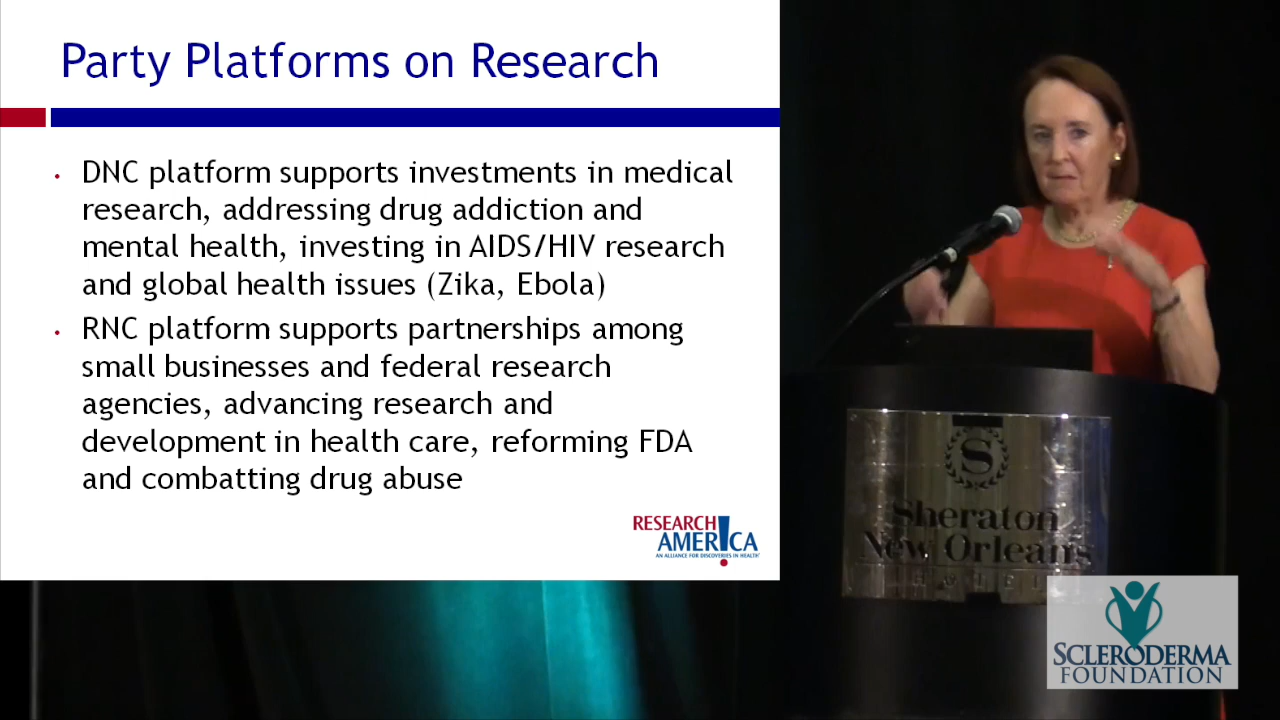 Party Platforms on Research
• DNC platform supports investments in medical
research, addressing drug addiction and
mental health, investing in AIDS/HIV research
and global health issues (Zika, Ebola)
• RNC platform supports partnerships among
small businesses and federal research
agencies, advancing research and
development in health care, reforming FDA
and combatting drug abuse
RESEARCH
AMER!CA
AN ALLIANCE FOR DISCOVERIES IN HEALTH
S
Sheraton
New Orleans
HOTEL
SCLERODERMA
FOUNDATION